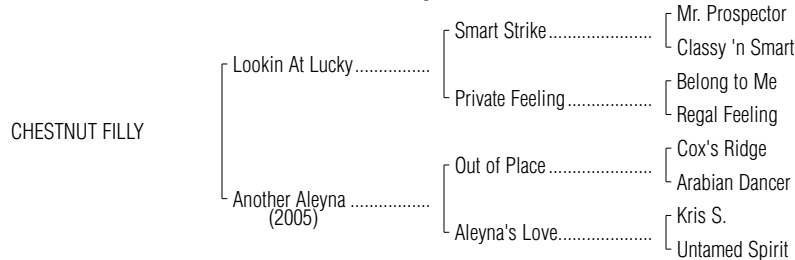 Mr. Prospector
Smart Strike......................
Classy 'n Smart
Lookin At Lucky................
Belong to Me
Private Feeling..................
Regal Feeling
CHESTNUT FILLY
Cox's Ridge
Out of Place......................
Arabian Dancer
Another Aleyna .................
(2005)
Kris S.
Aleyna's Love....................
Untamed Spirit